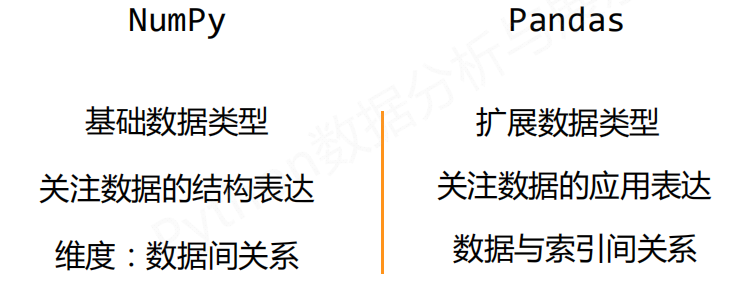 NumPy
Pandas
基础数据类型
扩展数据类型
关注数据的结构表达
关注数据的应用表达
维度：数据间关系
数据与索引间关系
Python数据分析与